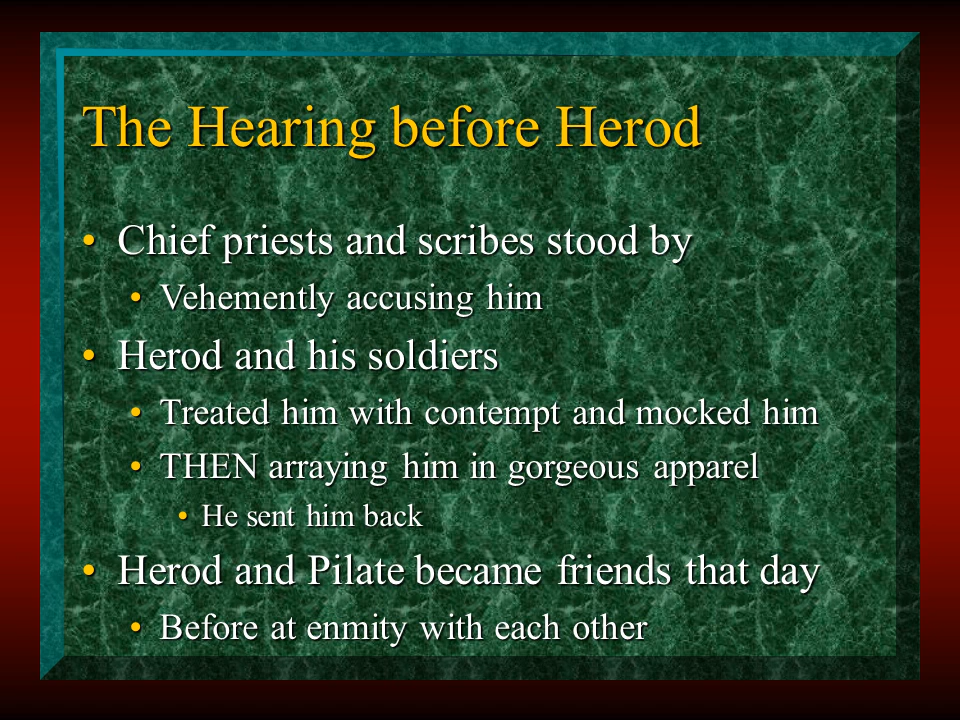 The Hearing before Herod
• Chief priests and scribes stood by
• Vehemently accusing him
• Herod and his soldiers
• Treated him with contempt and mocked him
• THEN arraying him in gorgeous apparel
• He sent him back
• Herod and Pilate became friends that day
• Before at enmity with each other